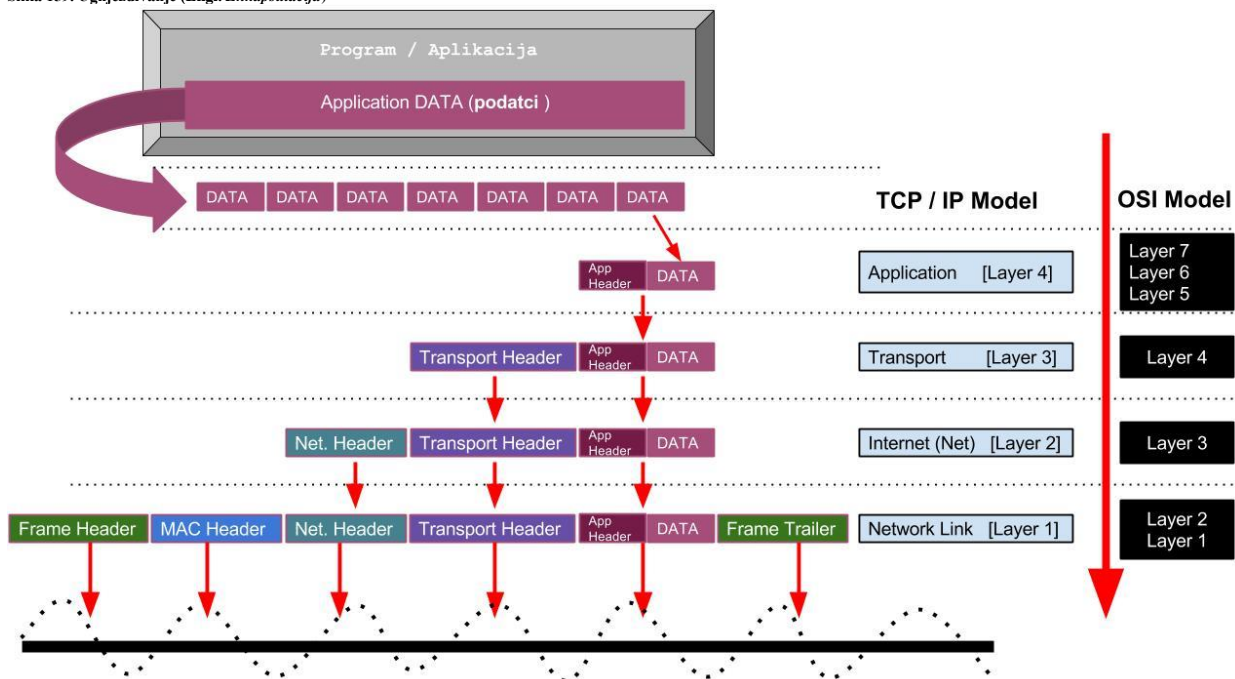 Program / Aplikacija
Application DATA (podatci )
DATA DATA DATA DATA DATA DATA DATA
TCP / IP Model
OSI Model
App Header DATA
Application [Layer 4]
Layer 7
Layer 6
Layer 5
Transport Header App Header DATA
Transport [Layer 3]
Layer 4
Net. Header Transport Header App Header DATA
Internet (Net) [Layer 2]
Layer 3
Frame Header MAC Header Net. Header Transport Header App Header DATA Frame Trailer
Network Link [Layer 1]
Layer 2
Layer 1